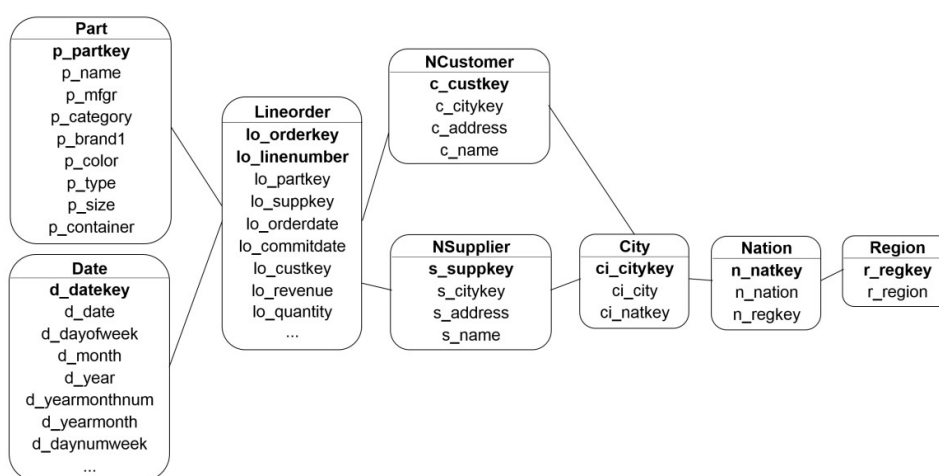 Part
p_partkey
p_name
p_mfgr
p_category
p_brand1
p_color
p_type
p_size
p_container
Date
d_datekey
d_date
d_dayofweek
d_month
d_year
d_yearmonthnum
d_yearmonth
d_daynumweek
...
Lineorder
lo_orderkey
lo_linenumber
lo_partkey
lo_suppkey
lo_orderdate
lo_commitdate
lo_custkey
lo_revenue
lo_quantity
...
NCustomer
c_custkey
c_citykey
c_address
c_name
NSupplier
s_suppkey
s_citykey
s_address
s_name
City
ci_citykey
ci_city
ci_natkey
Nation
n_natkey
n_nation
n_regkey
Region
r_regkey
r_region